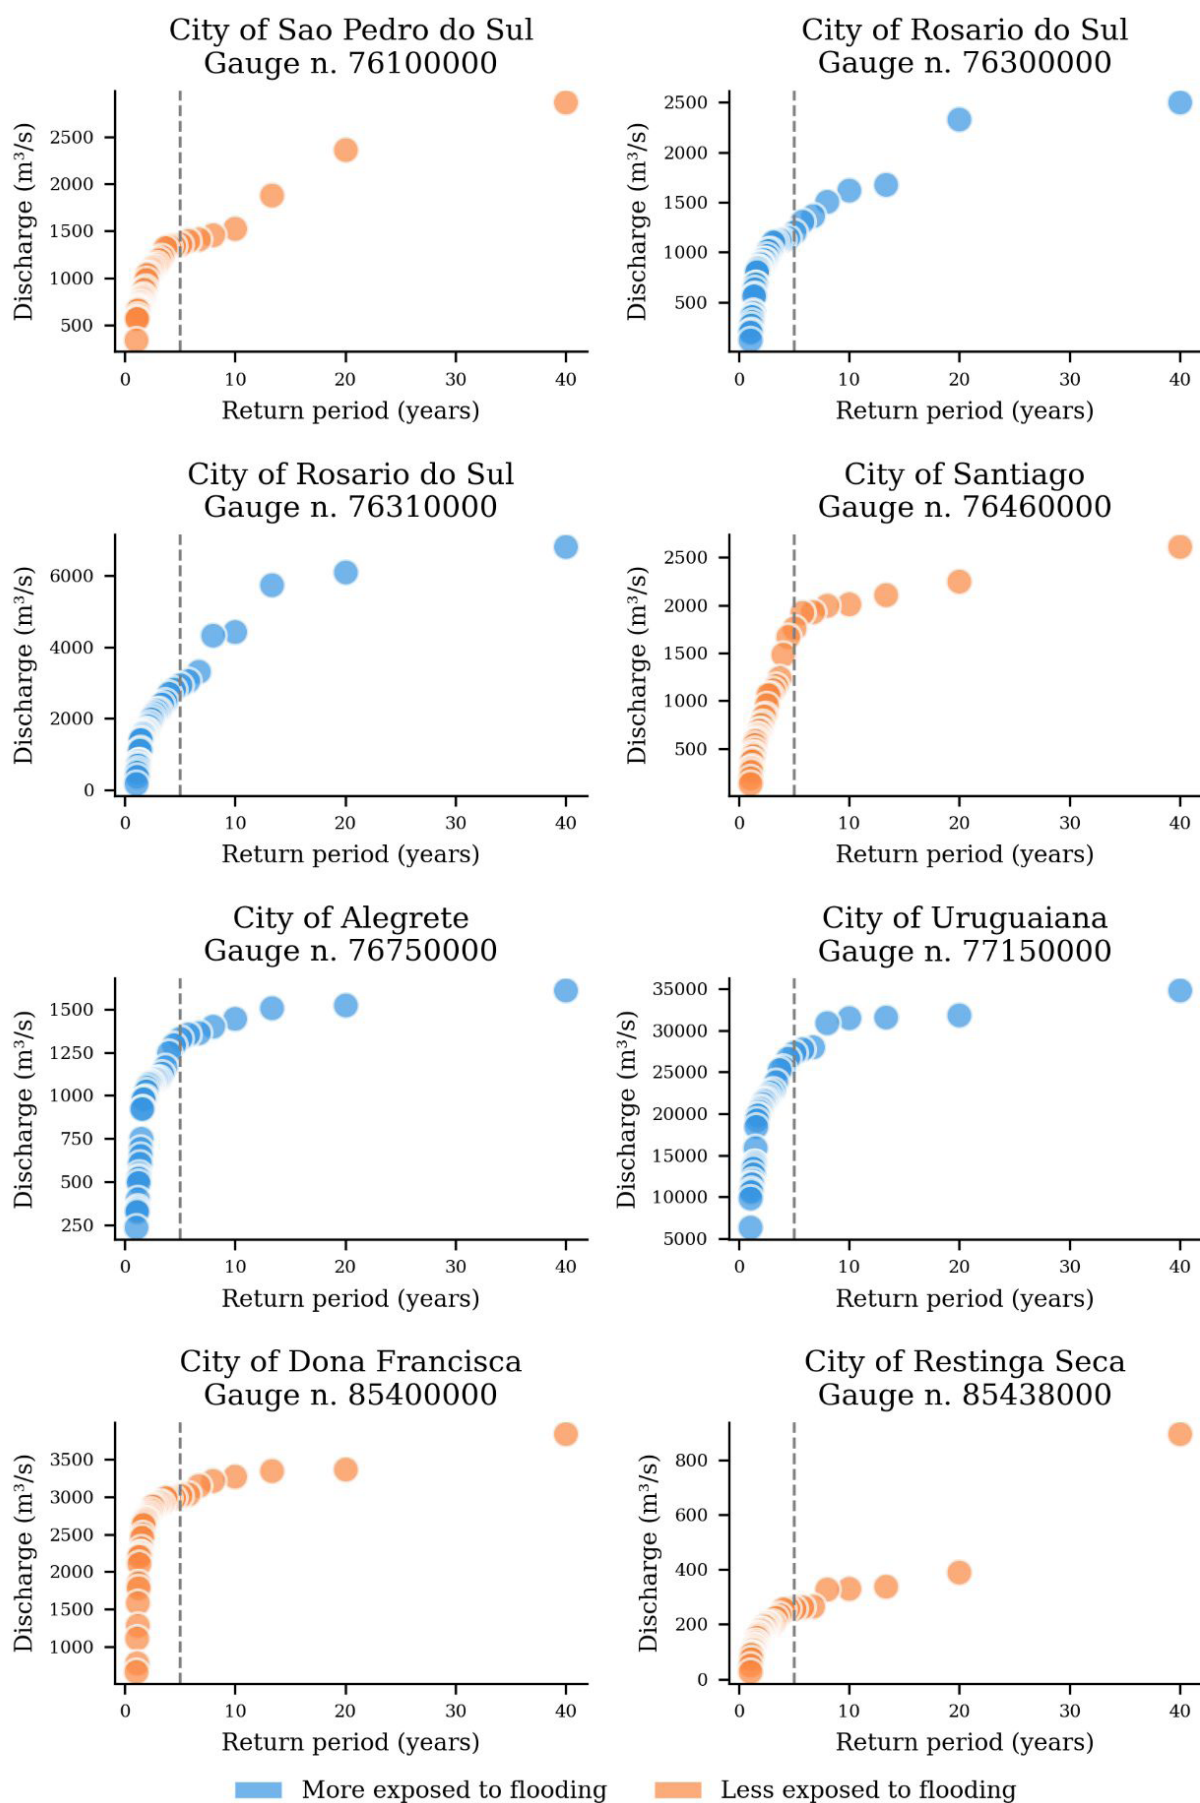 City of Sao Pedro do Sul
Gauge n. 76100000
Discharge (m³/s)
2500
2000
1500
1000
500
0 10 20 30 40
Return period (years)
City of Rosario do Sul
Gauge n. 76300000
Discharge (m³/s)
2500
2000
1500
1000
500
0 10 20 30 40
Return period (years)
City of Rosario do Sul
Gauge n. 76310000
Discharge (m³/s)
6000
4000
2000
0
0 10 20 30 40
Return period (years)
City of Santiago
Gauge n. 76460000
Discharge (m³/s)
2500
2000
1500
1000
500
0 10 20 30 40
Return period (years)
City of Alegrete
Gauge n. 76750000
Discharge (m³/s)
1500
1250
1000
750
500
250
0 10 20 30 40
Return period (years)
City of Uruguaiana
Gauge n. 77150000
Discharge (m³/s)
35000
30000
25000
20000
15000
10000
5000
0 10 20 30 40
Return period (years)
City of Dona Francisca
Gauge n. 85400000
Discharge (m³/s)
3500
3000
2500
2000
1500
1000
0 10 20 30 40
Return period (years)
City of Restinga Seca
Gauge n. 85438000
Discharge (m³/s)
800
600
400
200
0
0 10 20 30 40
Return period (years)
More exposed to flooding
Less exposed to flooding